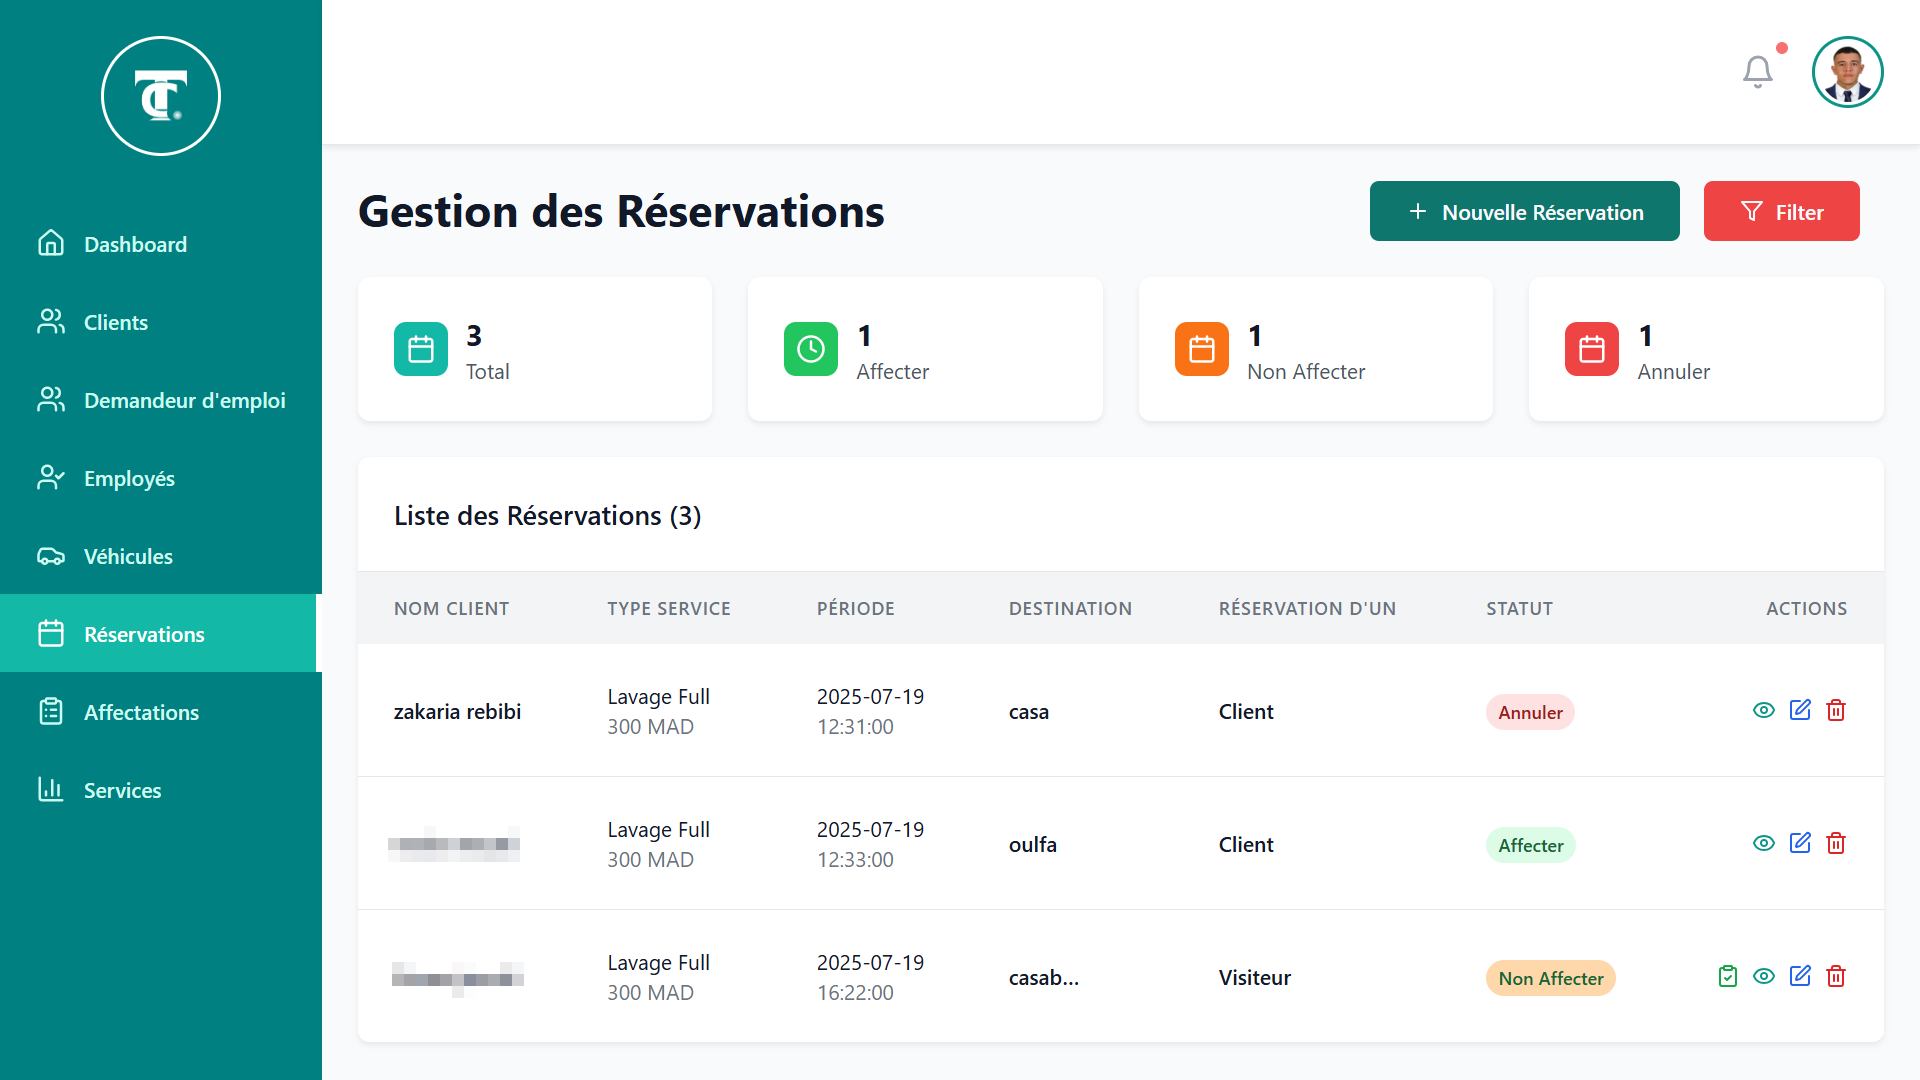 TC
Dashboard
Clients
Demandeur d'emploi
Employés
Véhicules
Réservations
Affectations
Services
Gestion des Réservations
Nouvelle Réservation
Filter
3
Total
1
Affecter
1
Non Affecter
1
Annuler
Liste des Réservations (3)
NOM CLIENT TYPE SERVICE PÉRIODE DESTINATION RÉSERVATION D'UN STATUT ACTIONS
zakaria rebibi Lavage Full 2025-07-19 casa Client Annuler
300 MAD 12:31:00
Lavage Full 2025-07-19 oulfa Client Affecter
300 MAD 12:33:00
Lavage Full 2025-07-19 casab... Visiteur Non Affecter
300 MAD 16:22:00